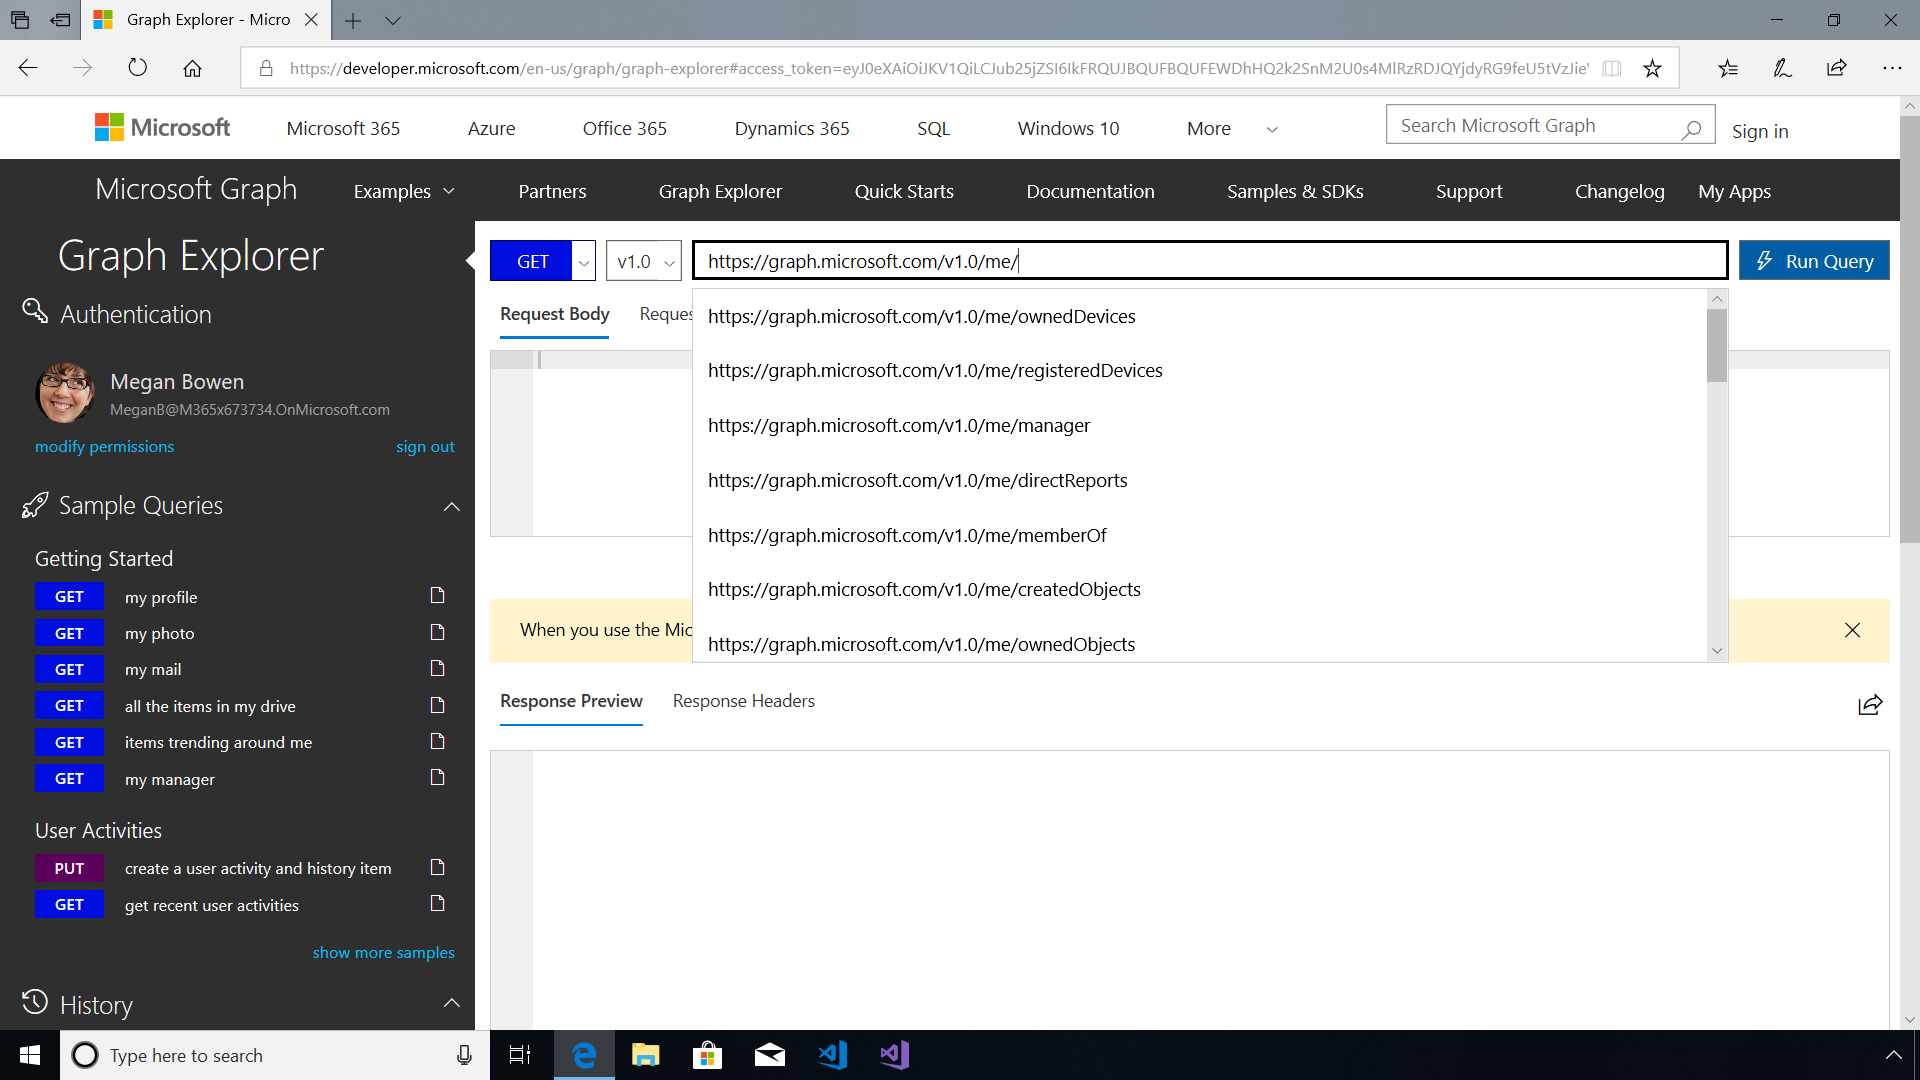 Graph Explorer - Micro
https://developer.microsoft.com/en-us/graph/graph-explorer#access_token=
Microsoft
Microsoft 365
Azure
Office 365
Dynamics 365
SQL
Windows 10
More
Search Microsoft Graph
Sign in
Microsoft Graph
Examples
Partners
Graph Explorer
Quick Starts
Documentation
Samples & SDKs
Support
Changelog
My Apps
Graph Explorer
Authentication
Megan Bowen
MeganB@M365x673734.OnMicrosoft.com
modify permissions
sign out
Sample Queries
Getting Started
GET my profile
GET my photo
GET my mail
GET all the items in my drive
GET items trending around me
GET my manager
User Activities
PUT create a user activity and history item
GET get recent user activities
show more samples
History
GET
v1.0
https://graph.microsoft.com/v1.0/me/
Run Query
Request Body
Reques
https://graph.microsoft.com/v1.0/me/ownedDevices
https://graph.microsoft.com/v1.0/me/registeredDevices
https://graph.microsoft.com/v1.0/me/manager
https://graph.microsoft.com/v1.0/me/directReports
https://graph.microsoft.com/v1.0/me/memberOf
https://graph.microsoft.com/v1.0/me/createdObjects
https://graph.microsoft.com/v1.0/me/ownedObjects
When you use the Mic
Response Preview
Response Headers
Type here to search